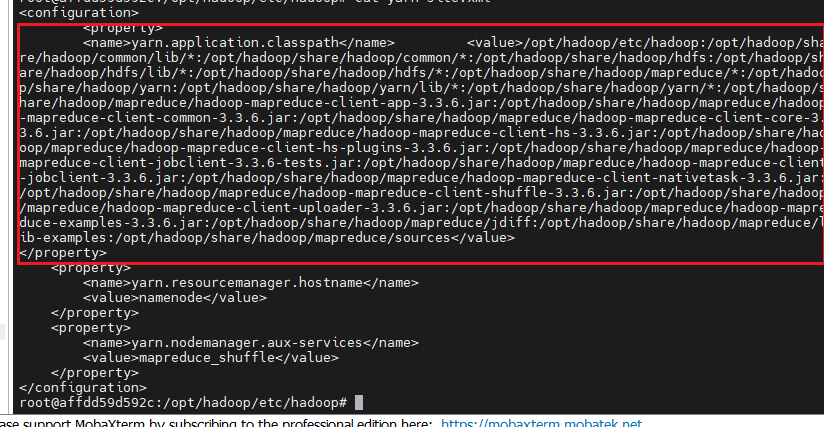 root@affdd59d592c:/opt/hadoop/etc/hadoop# cat yarn-site.xml
<configuration>
<property>
<name>yarn.application.classpath</name> <value>/opt/hadoop/etc/hadoop:/opt/hadoop/sha
re/hadoop/common/lib/*:/opt/hadoop/share/hadoop/common/*:/opt/hadoop/share/hadoop/hdfs:/opt/hadoop/sh
are/hadoop/hdfs/lib/*:/opt/hadoop/share/hadoop/hdfs/*:/opt/hadoop/share/hadoop/mapreduce/*:/opt/hadoo
p/share/hadoop/yarn:/opt/hadoop/share/hadoop/yarn/lib/*:/opt/hadoop/share/hadoop/yarn/*:/opt/hadoop/s
hare/hadoop/mapreduce/hadoop-mapreduce-client-app-3.3.6.jar:/opt/hadoop/share/hadoop/mapreduce/hadoop
-mapreduce-client-common-3.3.6.jar:/opt/hadoop/share/hadoop/mapreduce/hadoop-mapreduce-client-core-3.
3.6.jar:/opt/hadoop/share/hadoop/mapreduce/hadoop-mapreduce-client-hs-3.3.6.jar:/opt/hadoop/share/had
oop/mapreduce/hadoop-mapreduce-client-hs-plugins-3.3.6.jar:/opt/hadoop/share/hadoop/mapreduce/hadoop-
mapreduce-client-jobclient-3.3.6-tests.jar:/opt/hadoop/share/hadoop/mapreduce/hadoop-mapreduce-client
-jobclient-3.3.6.jar:/opt/hadoop/share/hadoop/mapreduce/hadoop-mapreduce-client-nativetask-3.3.6.jar:
/opt/hadoop/share/hadoop/mapreduce/hadoop-mapreduce-client-shuffle-3.3.6.jar:/opt/hadoop/share/hadoop
/mapreduce/hadoop-mapreduce-client-uploader-3.3.6.jar:/opt/hadoop/share/hadoop/mapreduce/hadoop-mapre
duce-examples-3.3.6.jar:/opt/hadoop/share/hadoop/mapreduce/jdiff:/opt/hadoop/share/hadoop/mapreduce/l
ib-examples:/opt/hadoop/share/hadoop/mapreduce/sources</value>
</property>
<property>
<name>yarn.resourcemanager.hostname</name>
<value>namenode</value>
</property>
<property>
<name>yarn.nodemanager.aux-services</name>
<value>mapreduce_shuffle</value>
</property>
</configuration>
root@affdd59d592c:/opt/hadoop/etc/hadoop#
ase support MobaXterm by subscribing to the professional edition here: https://mobaxterm.mobatek.net